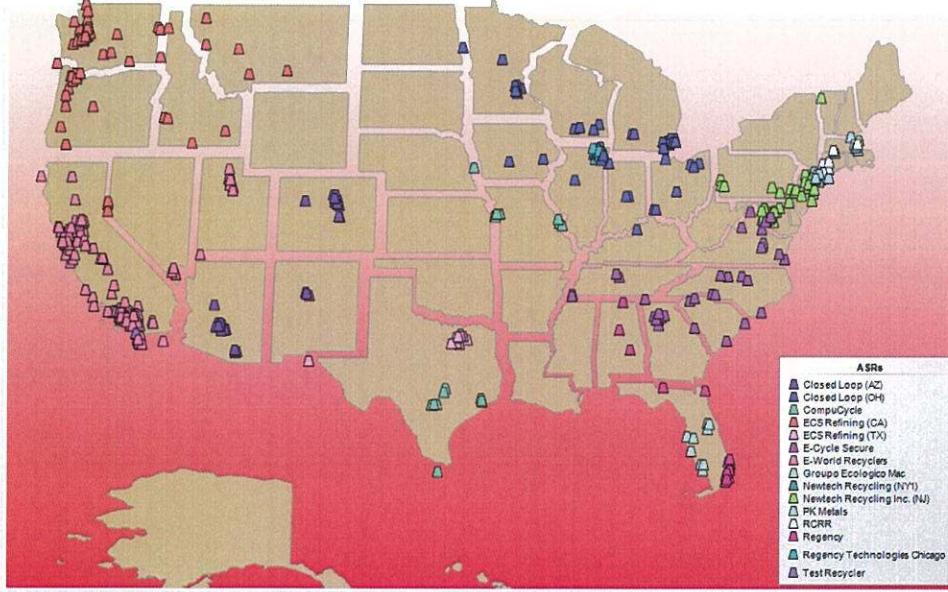 ASRs
Closed Loop (AZ)
Closed Loop (OH)
CompuCycle
ECS Refining (CA)
ECS Refining (TX)
E-Cycle Secure
E-World Recyclers
Groupo Ecologico Mac
Newtech Recycling (NY1)
Newtech Recycling Inc. (NJ)
PK Metals
RCRR
Regency
Regency Technologies Chicago
Test Recycler